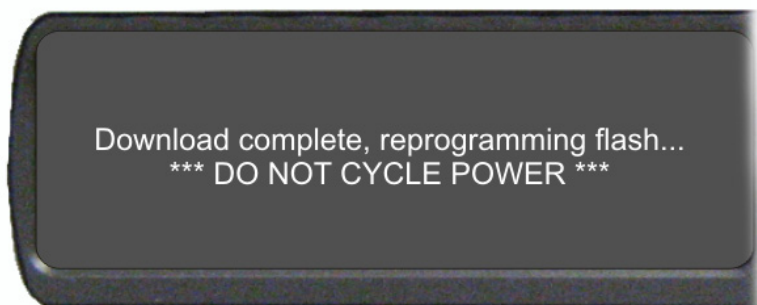 Download complete, reprogramming flash...
*** DO NOT CYCLE POWER ***